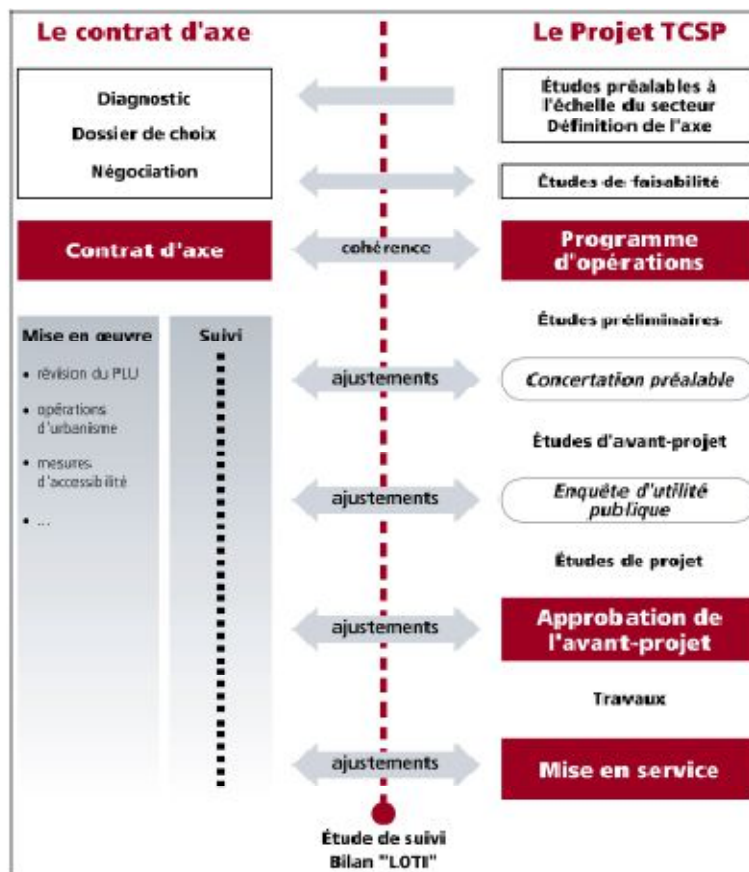 Le contrat d'axe
Diagnostic
Dossier de choix
Négociation
Contrat d'axe
Mise en œuvre
• révision du PLU
• opérations
d'urbanisme
• mesures
d'accessibilité
• ...
Suivi
cohérence
ajustements
ajustements
ajustements
ajustements
Étude de suivi
Bilan "LOTI"
Le Projet TCSP
Études préalables à
l'échelle du secteur
Définition de l'axe
Études de faisabilité
Programme
d'opérations
Études préliminaires
Concertation préalable
Études d'avant-projet
Enquête d'utilité
publique
Études de projet
Approbation de
l'avant-projet
Travaux
Mise en service